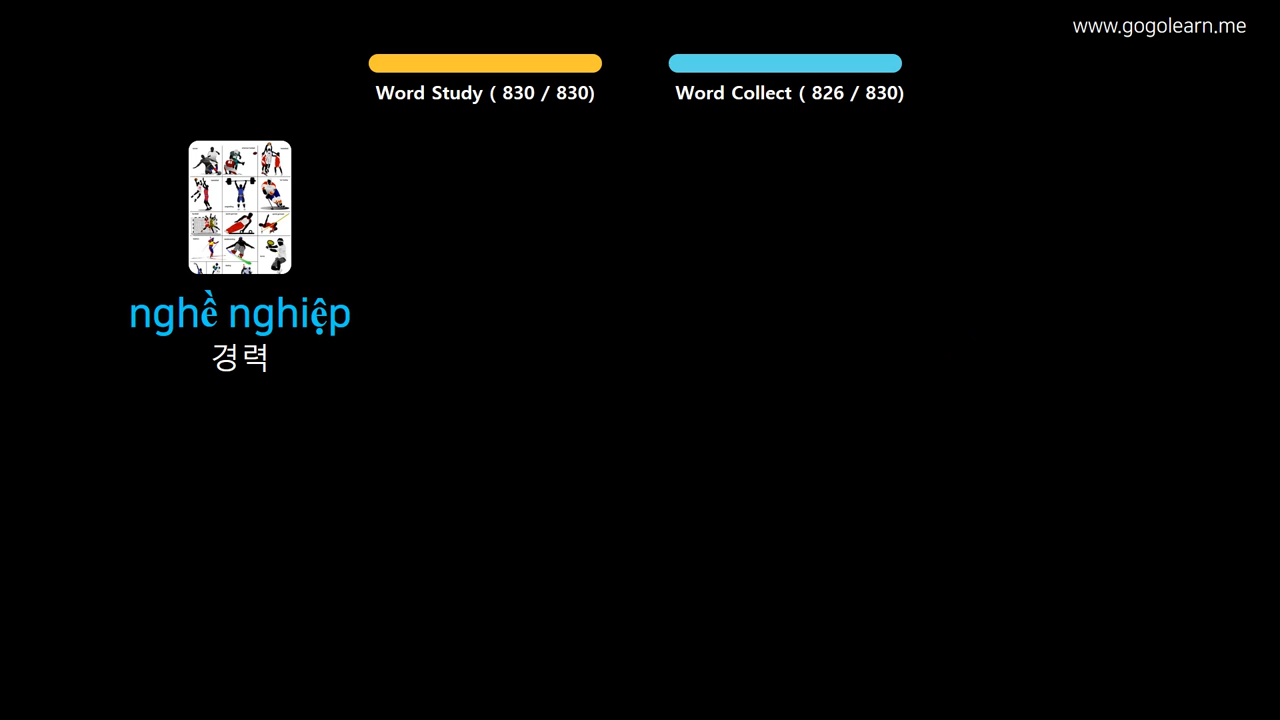 www.gogolearn.me
Word Study ( 830 / 830)
Word Collect ( 826 / 830)
nghề nghiệp
경력